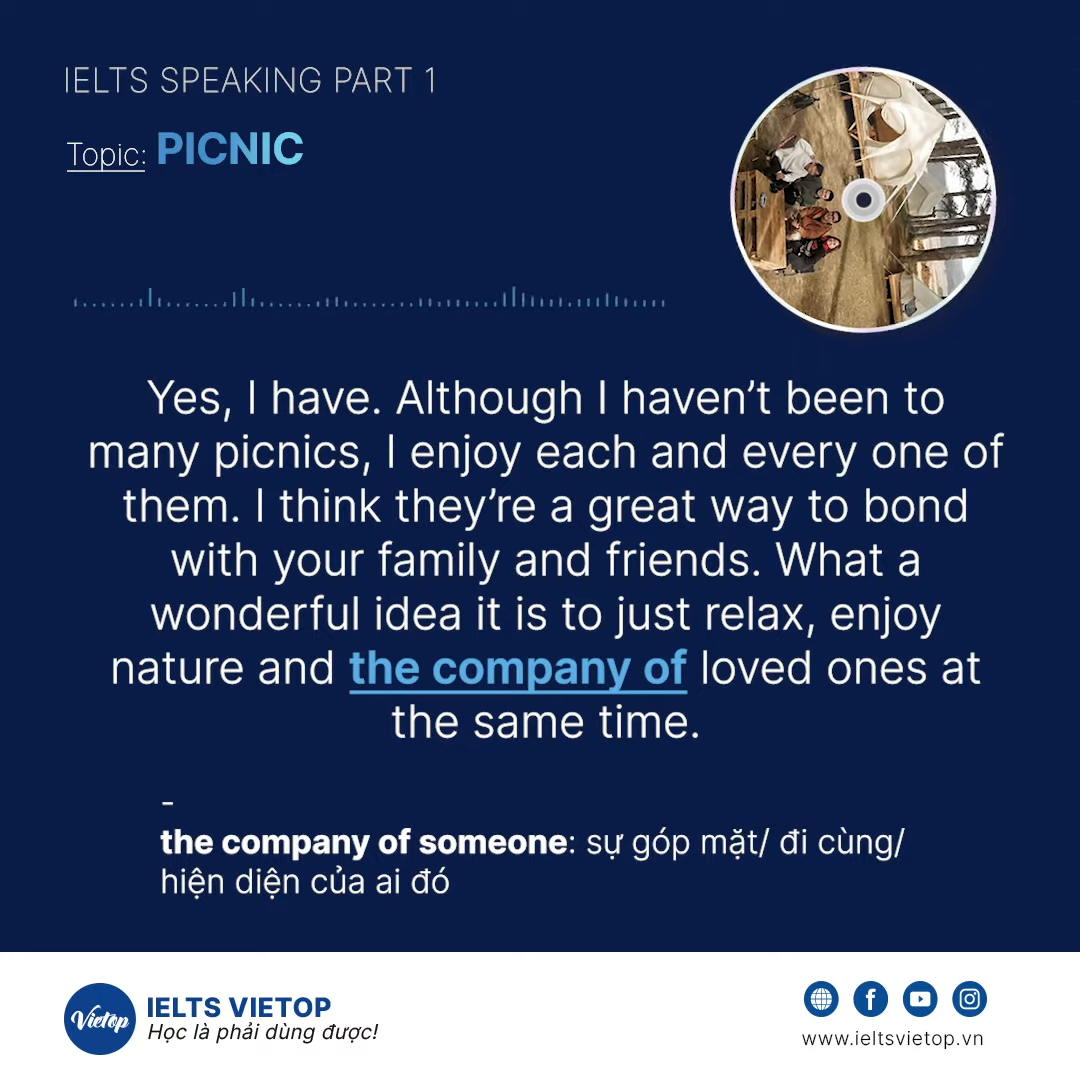 IELTS SPEAKING PART 1
Topic: PICNIC
Yes, I have. Although I haven’t been to
many picnics, I enjoy each and every one of
them. I think they’re a great way to bond
with your family and friends. What a
wonderful idea it is to just relax, enjoy
nature and the company of loved ones at
the same time.
-
the company of someone: sự góp mặt/ đi cùng/
hiện diện của ai đó
Vietop
IELTS VIETOP
Học là phải dùng được!
www.ieltsvietop.vn